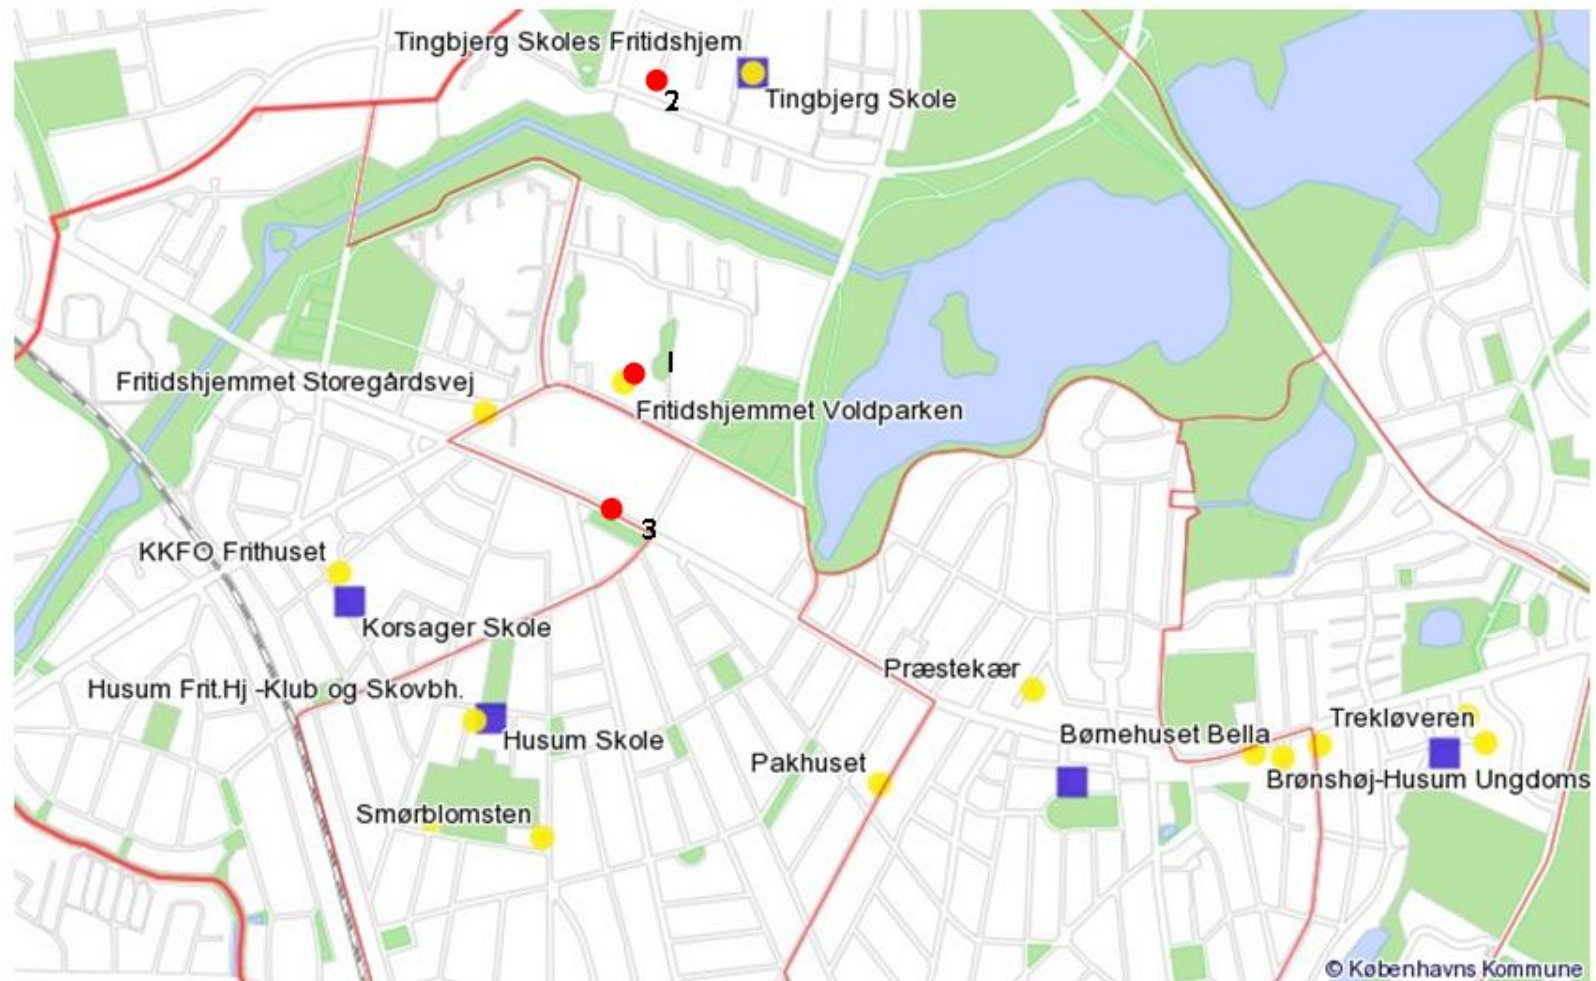 Tingbjerg Skoles Fritidshjem
2
Tingbjerg Skole
1
Fritidshjemmet Storegårdsvej
Fritidshjemmet Voldparken
3
KKFO Frithuset
Korsager Skole
Præstekær
Husum Frit.Hj -Klub og Skovbh.
Husum Skole
Trekløveren
Børnehuset Bella
Pakhuset
Brønshøj-Husum Ungdoms
Smørblomsten
© Københavns Kommune